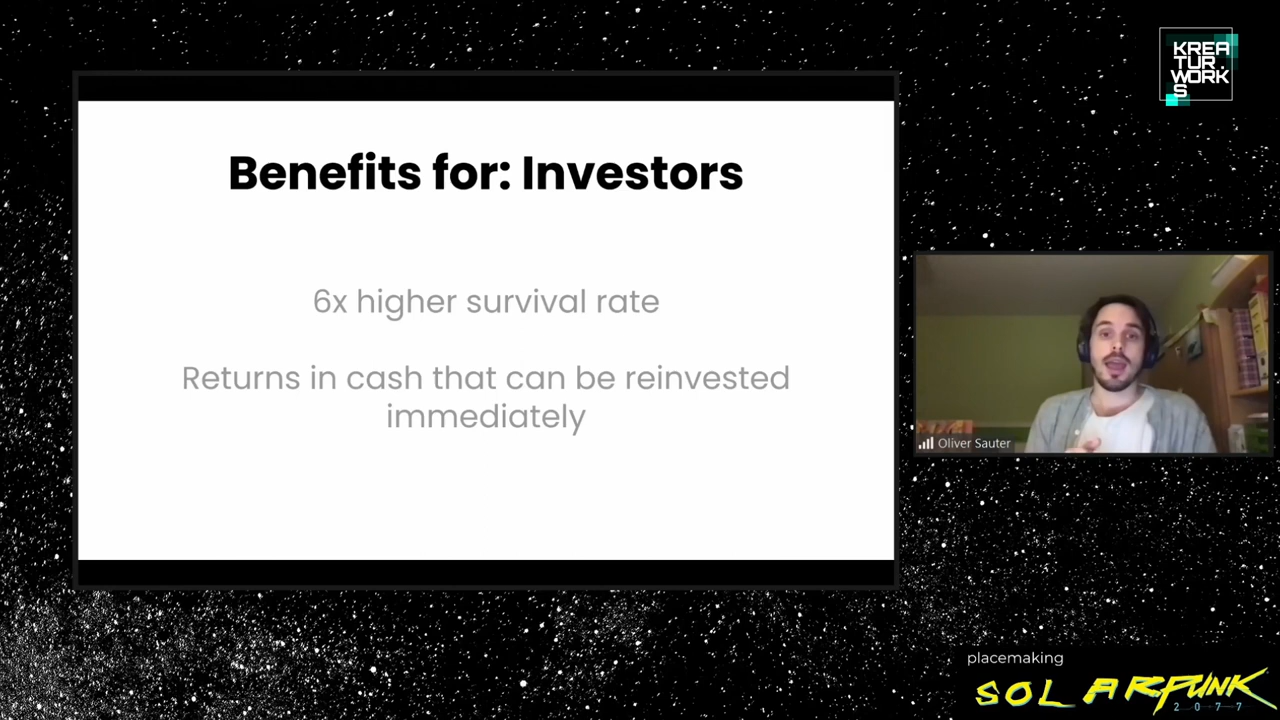 KREA
TUR.
WORK
S
Benefits for: Investors
6x higher survival rate
Returns in cash that can be reinvested
immediately
Oliver Sauter
placemaking
SOLARPUNK
2077